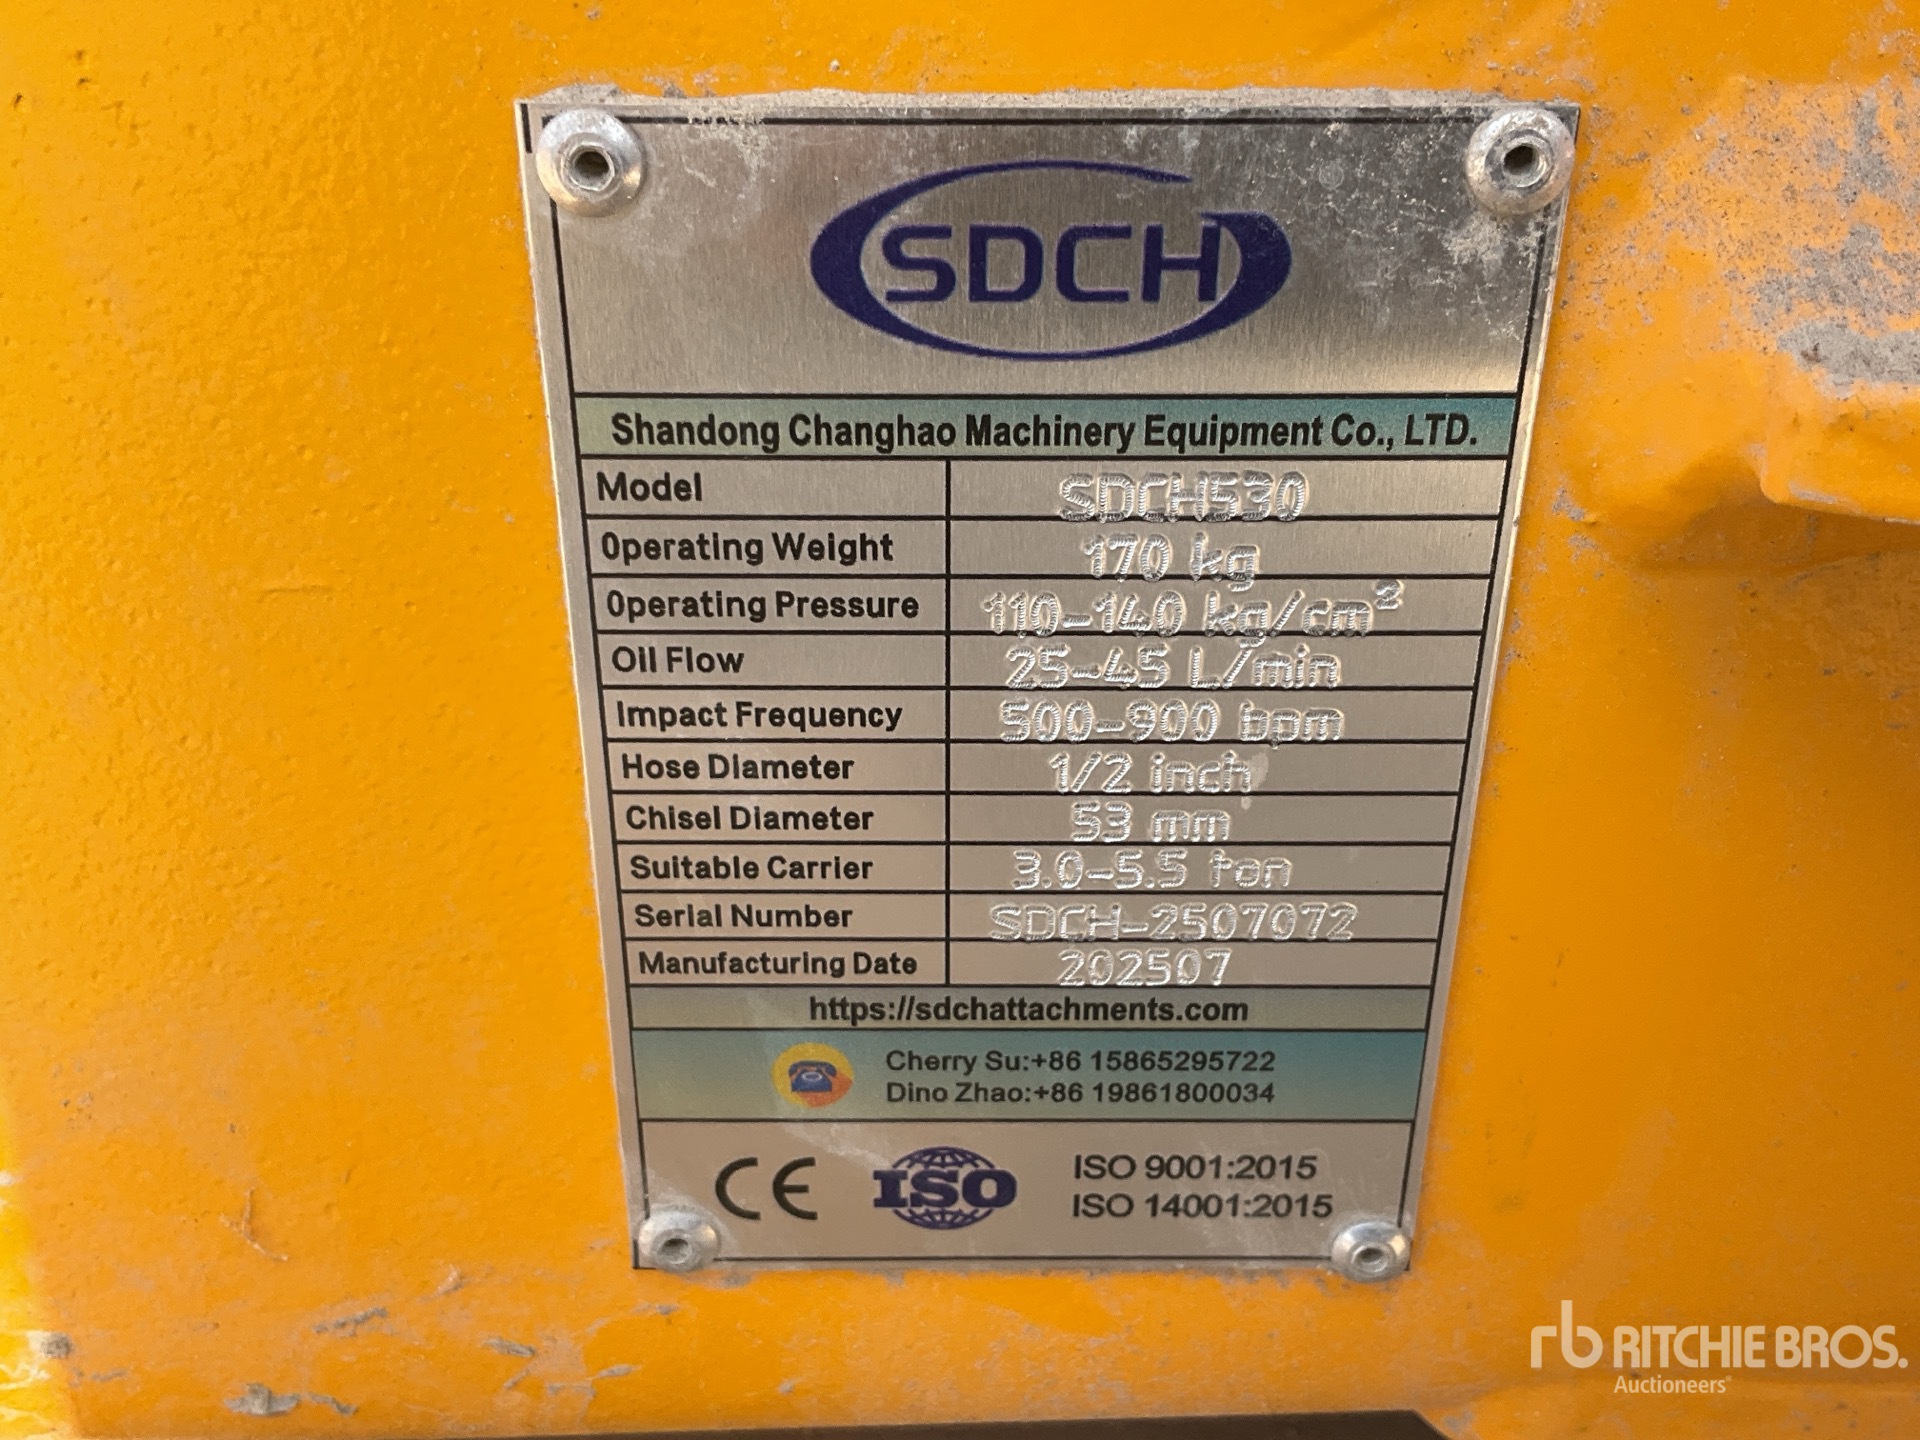 SDCH
Shandong Changhao Machinery Equipment Co., LTD.
Model SDCH530
Operating Weight 170 kg
Operating Pressure 110-140 kg/cm²
Oil Flow 25-45 L/min
Impact Frequency 500-900 bpm
Hose Diameter 1/2 inch
Chisel Diameter 53 mm
Suitable Carrier 3.0-5.5 ton
Serial Number SDCH-2507072
Manufacturing Date 202507
https://sdchattachments.com
Cherry Su:+86 15865295722
Dino Zhao:+86 19861800034
CE ISO ISO 9001:2015
ISO 14001:2015
rb RITCHIE BROS.
Auctioneers®